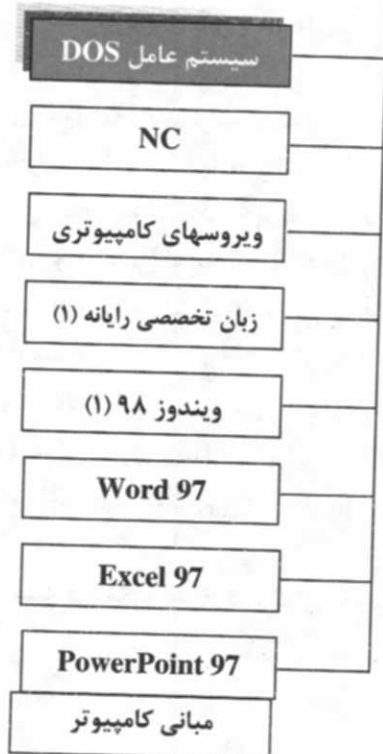 سیستم عامل DOS
NC
ویروسهای کامپیوتری
زبان تخصصی رایانه (۱)
ویندوز ۹۸ (۱)
Word 97
Excel 97
PowerPoint 97
مبانی کامپیوتر